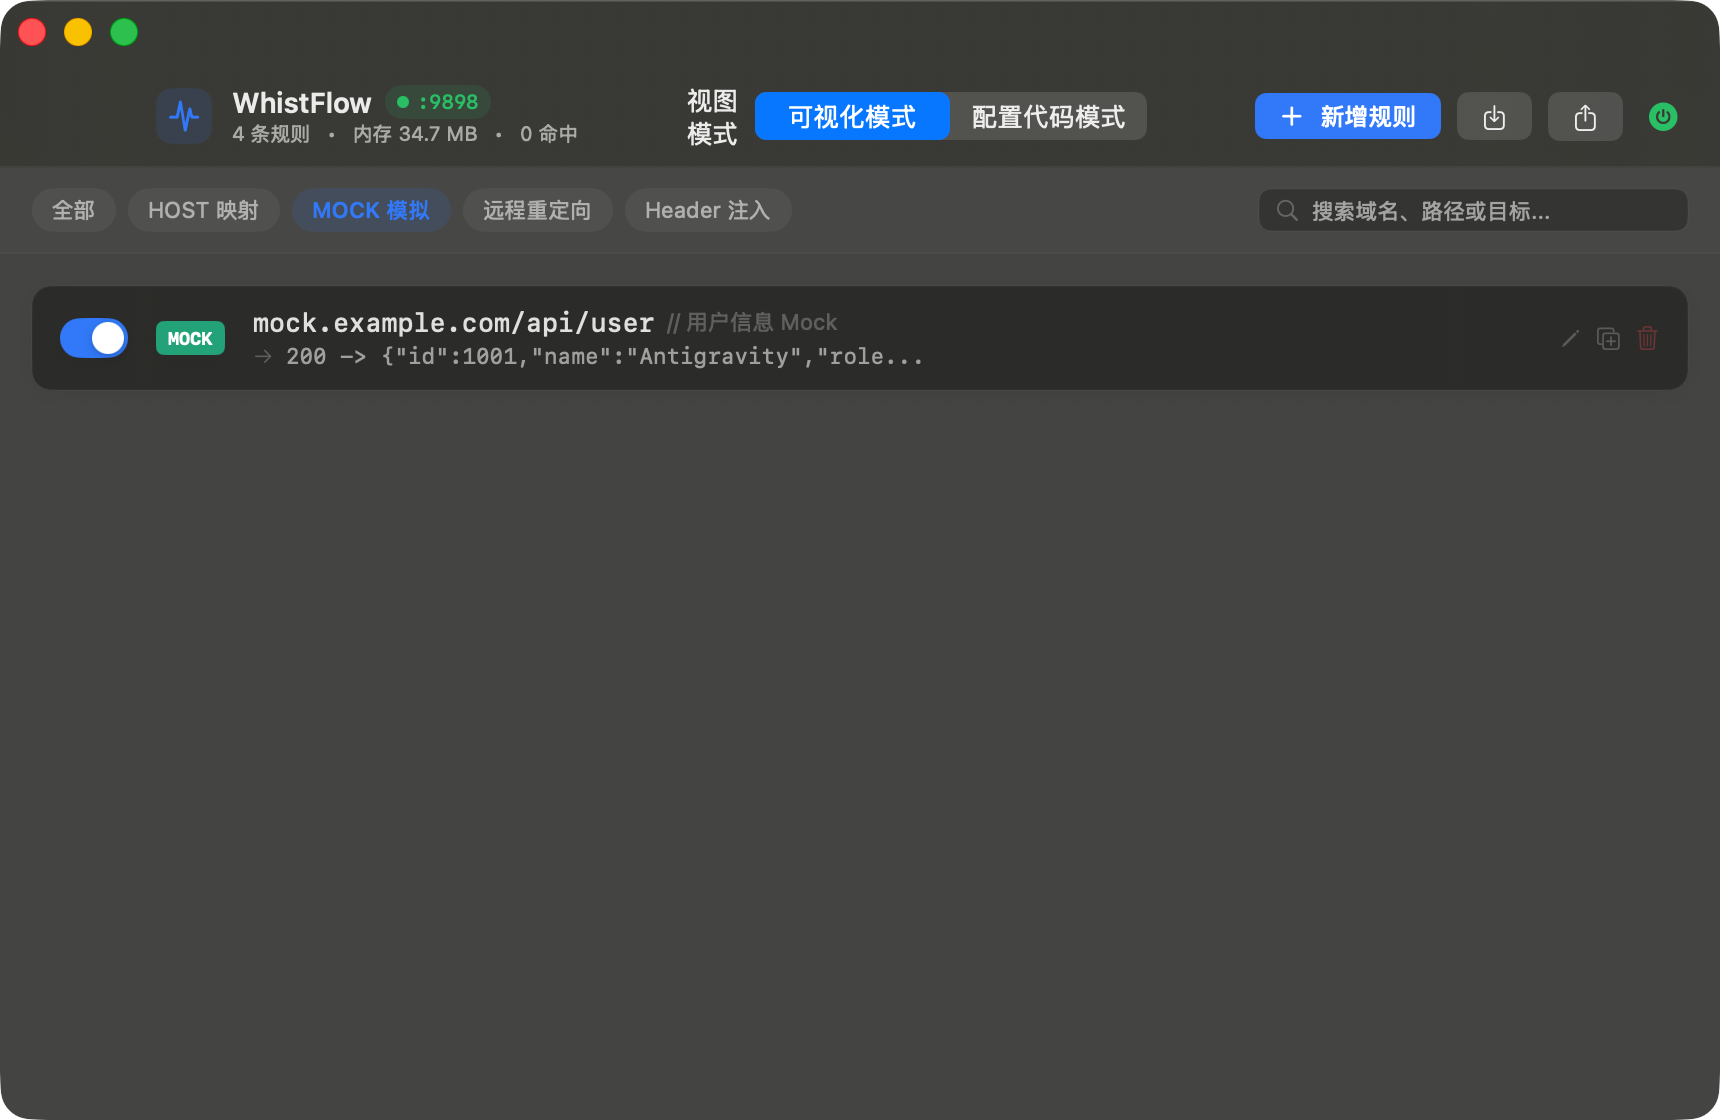 WhistFlow :9898
4 条规则 • 内存 34.7 MB • 0 命中
视图
模式
可视化模式 配置代码模式
+ 新增规则
全部 HOST 映射 MOCK 模拟 远程重定向 Header 注入
搜索域名、路径或目标...
MOCK
mock.example.com/api/user // 用户信息 Mock
→ 200 -> {"id":1001,"name":"Antigravity","role...